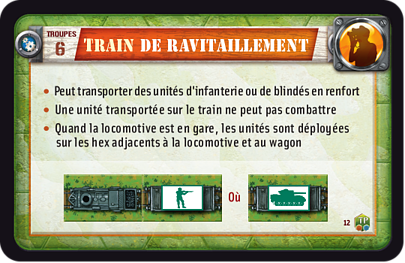 TROUPES
6
TRAIN DE RAVITAILLEMENT
• Peut transporter des unités d'infanterie ou de blindés en renfort
• Une unité transportée sur le train ne peut pas combattre
• Quand la locomotive est en gare, les unités sont déployées
sur les hex adjacents à la locomotive et au wagon
Où
12